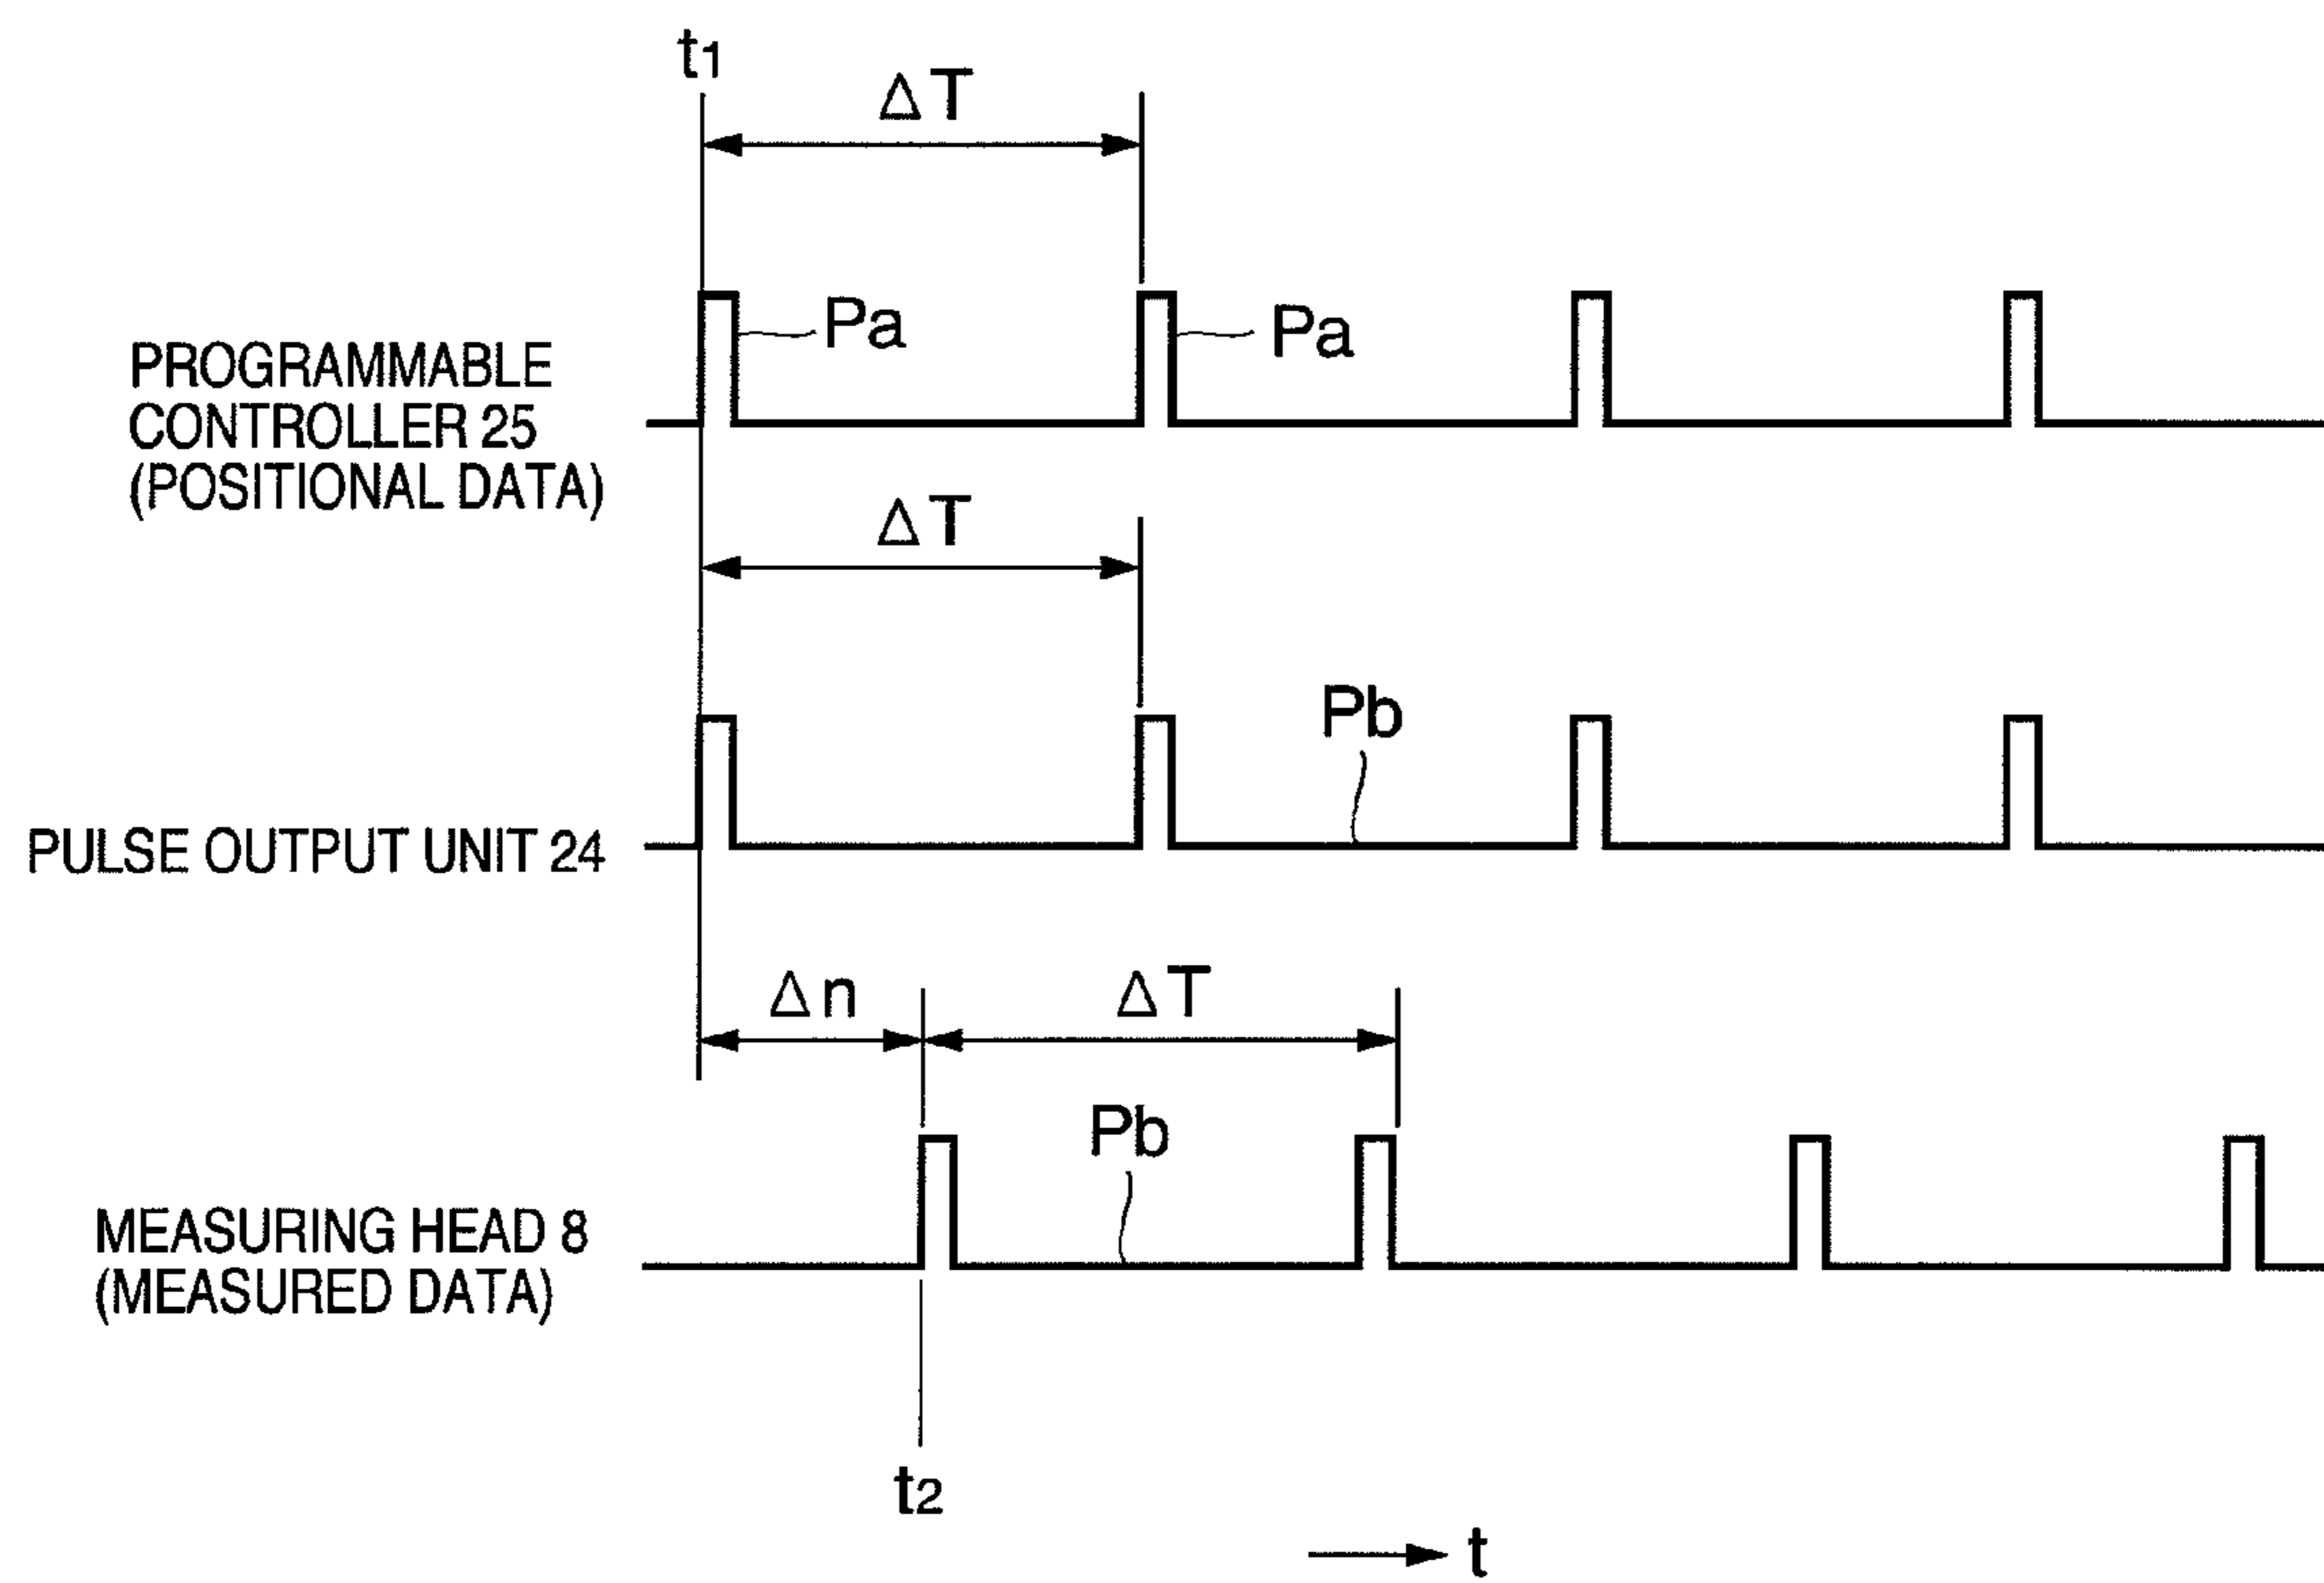 t1
ΔT
Pa
Pa
PROGRAMMABLE
CONTROLLER 25
(POSITIONAL DATA)
ΔT
Pb
PULSE OUTPUT UNIT 24
Δn
ΔT
Pb
MEASURING HEAD 8
(MEASURED DATA)
t2
t